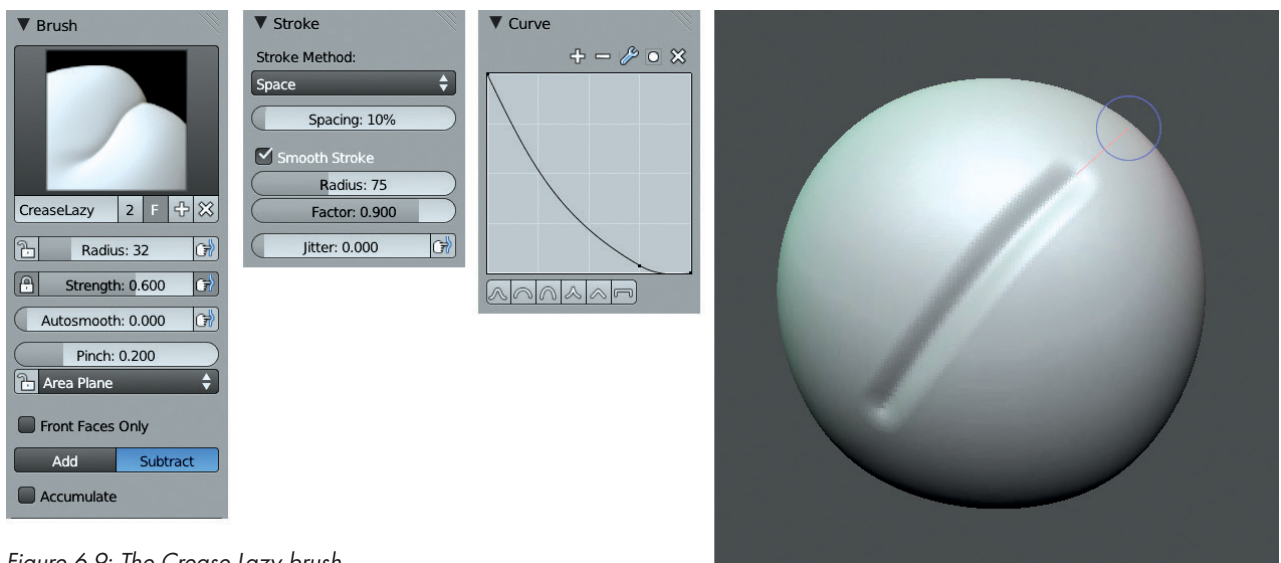 Brush
CreaseLazy 2 F
Radius: 32
Strength: 0.600
Autosmooth: 0.000
Pinch: 0.200
Area Plane
Front Faces Only
Add Subtract
Accumulate
Stroke
Stroke Method:
Space
Spacing: 10%
Smooth Stroke
Radius: 75
Factor: 0.900
Jitter: 0.000
Curve
Figure 6.9: The Crease Lazy brush